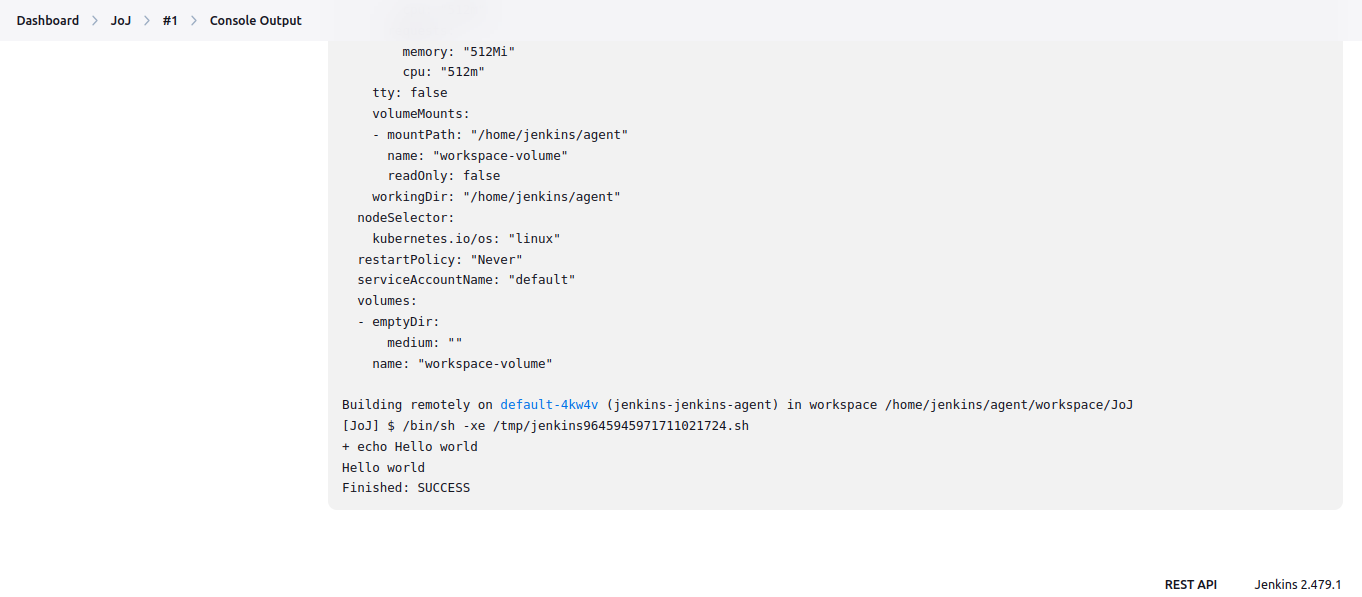 Dashboard > JoJ > #1 > Console Output
memory: "512Mi"
cpu: "512m"
tty: false
volumeMounts:
- mountPath: "/home/jenkins/agent"
name: "workspace-volume"
readOnly: false
workingDir: "/home/jenkins/agent"
nodeSelector:
kubernetes.io/os: "linux"
restartPolicy: "Never"
serviceAccountName: "default"
volumes:
- emptyDir:
medium: ""
name: "workspace-volume"
Building remotely on default-4kw4v (jenkins-jenkins-agent) in workspace /home/jenkins/agent/workspace/JoJ
[JoJ] $ /bin/sh -xe /tmp/jenkins9645945971711021724.sh
+ echo Hello world
Hello world
Finished: SUCCESS
REST API Jenkins 2.479.1